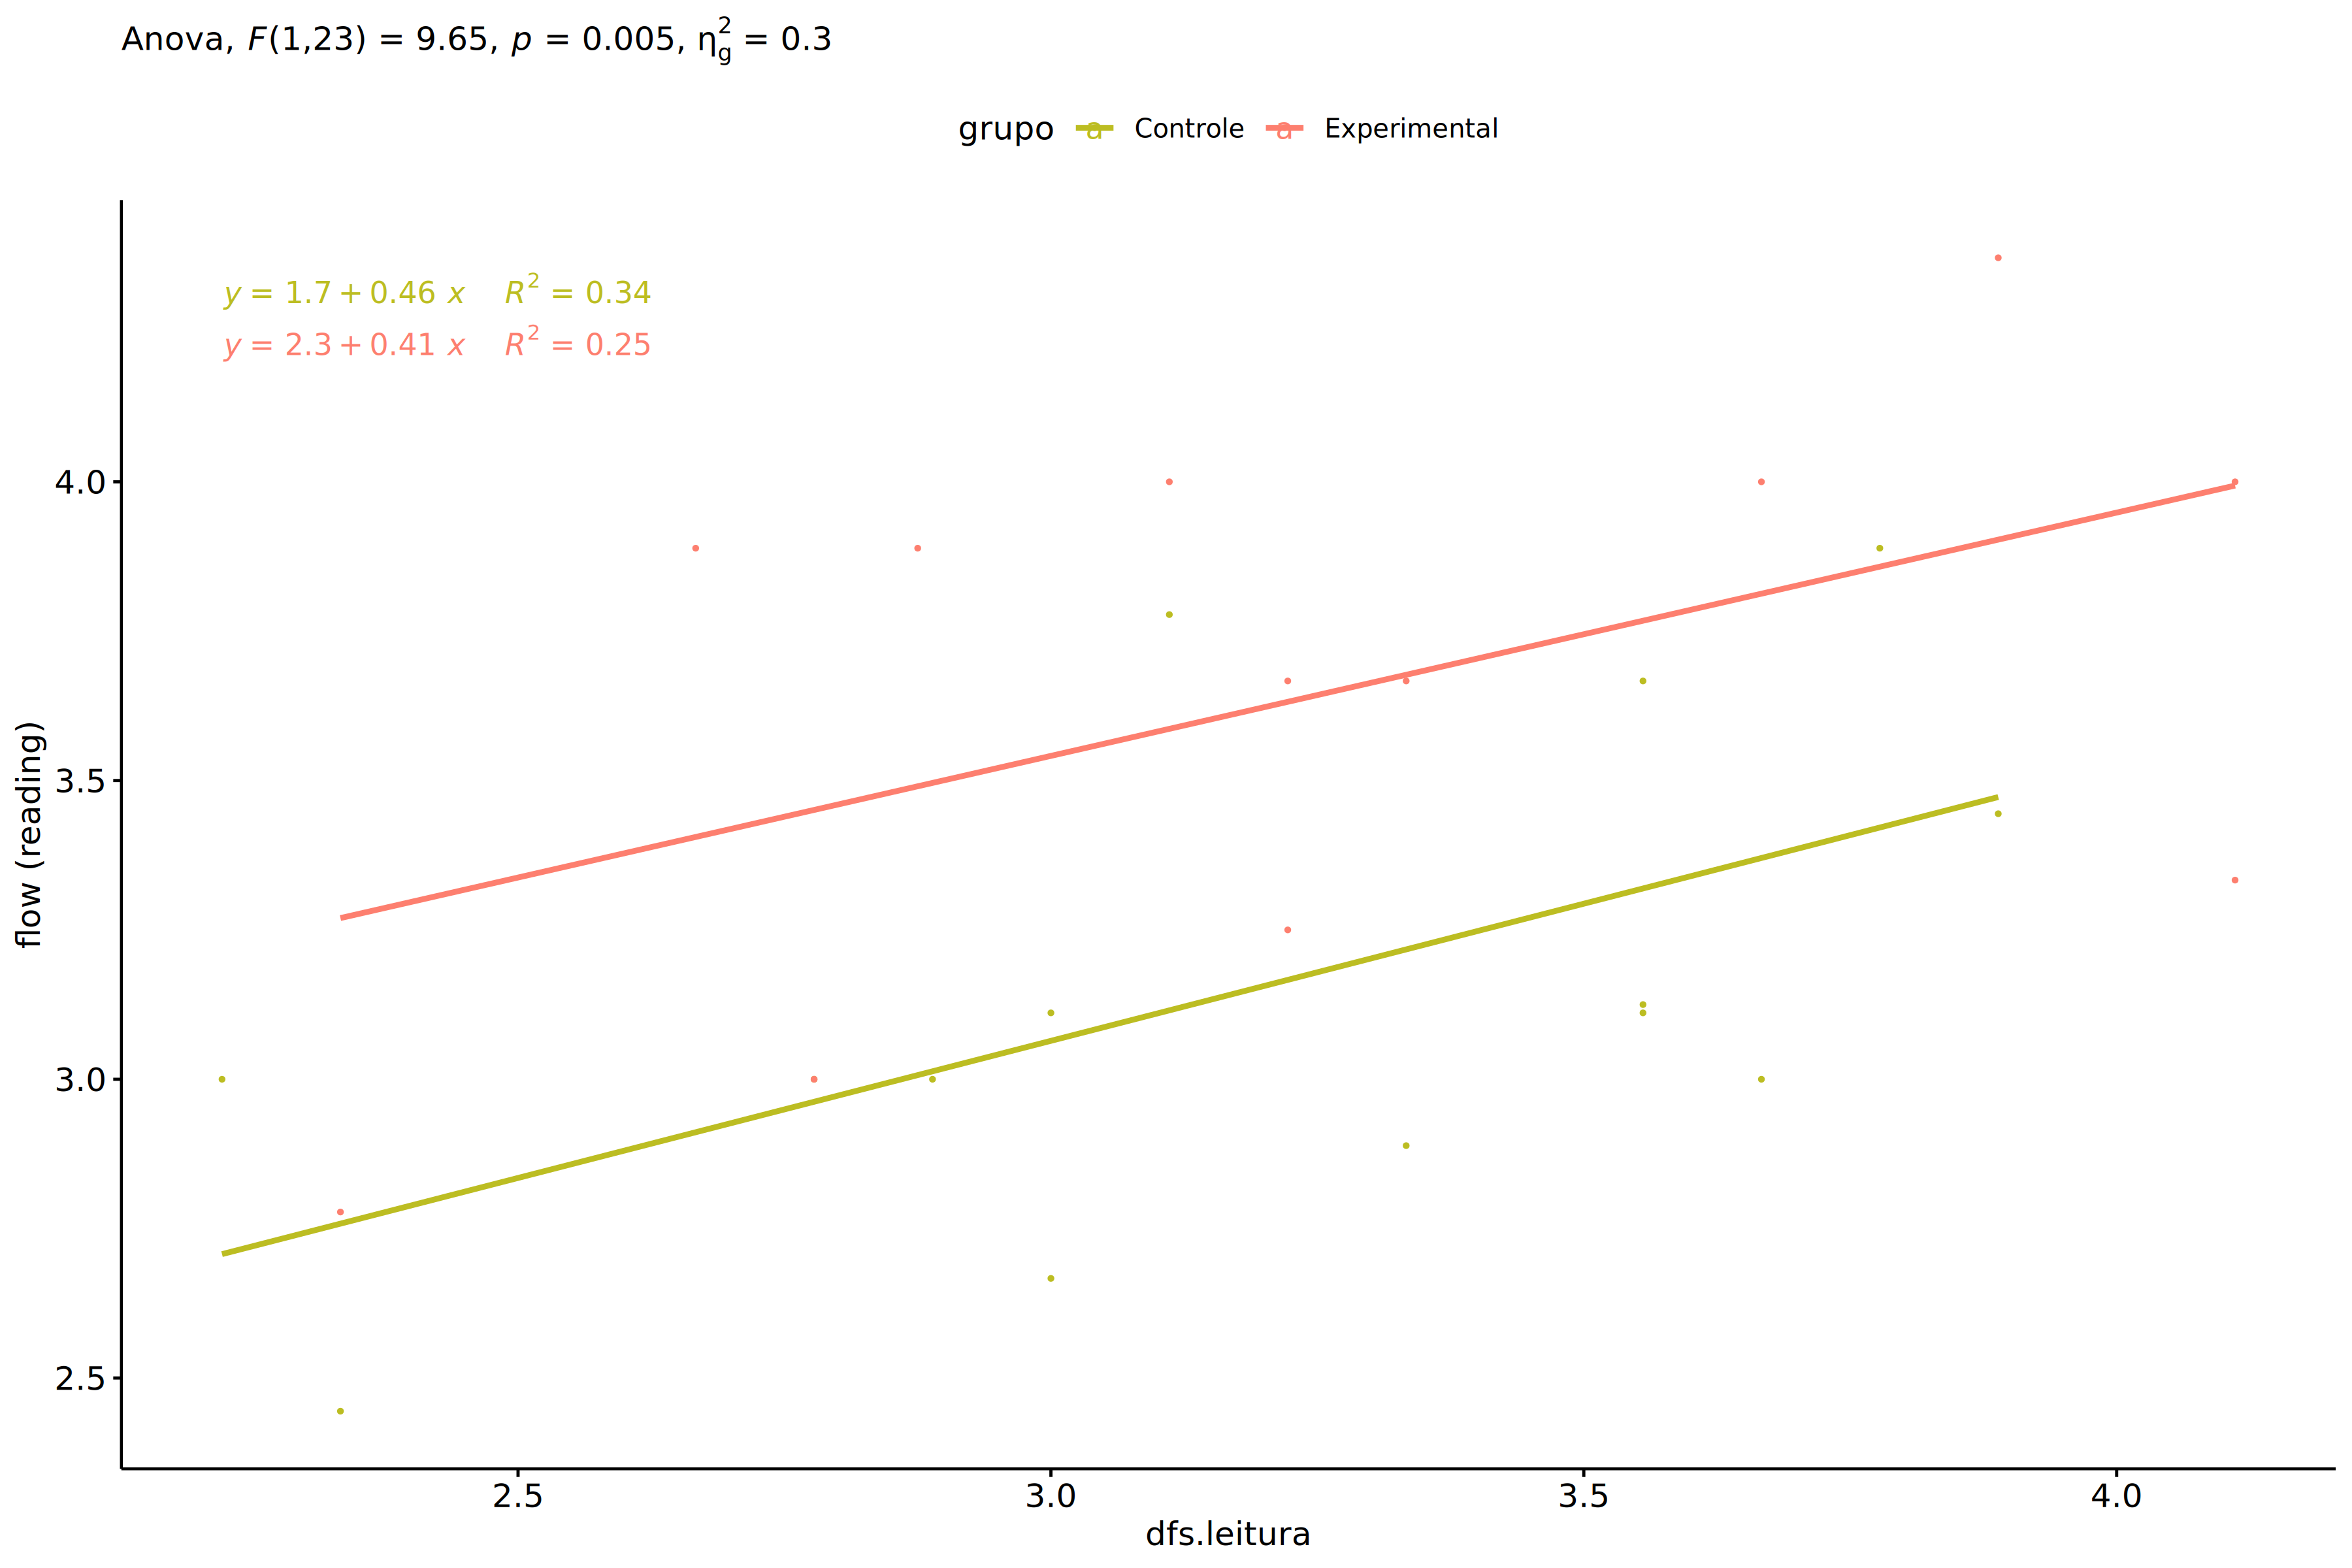 Anova, F(1,23) = 9.65, p = 0.005, η²g = 0.3
grupo a Controle a Experimental
y = 1.7 + 0.46 x R² = 0.34
y = 2.3 + 0.41 x R² = 0.25
4.0
3.5
3.0
2.5
flow (reading)
2.5 3.0 3.5 4.0
dfs.leitura